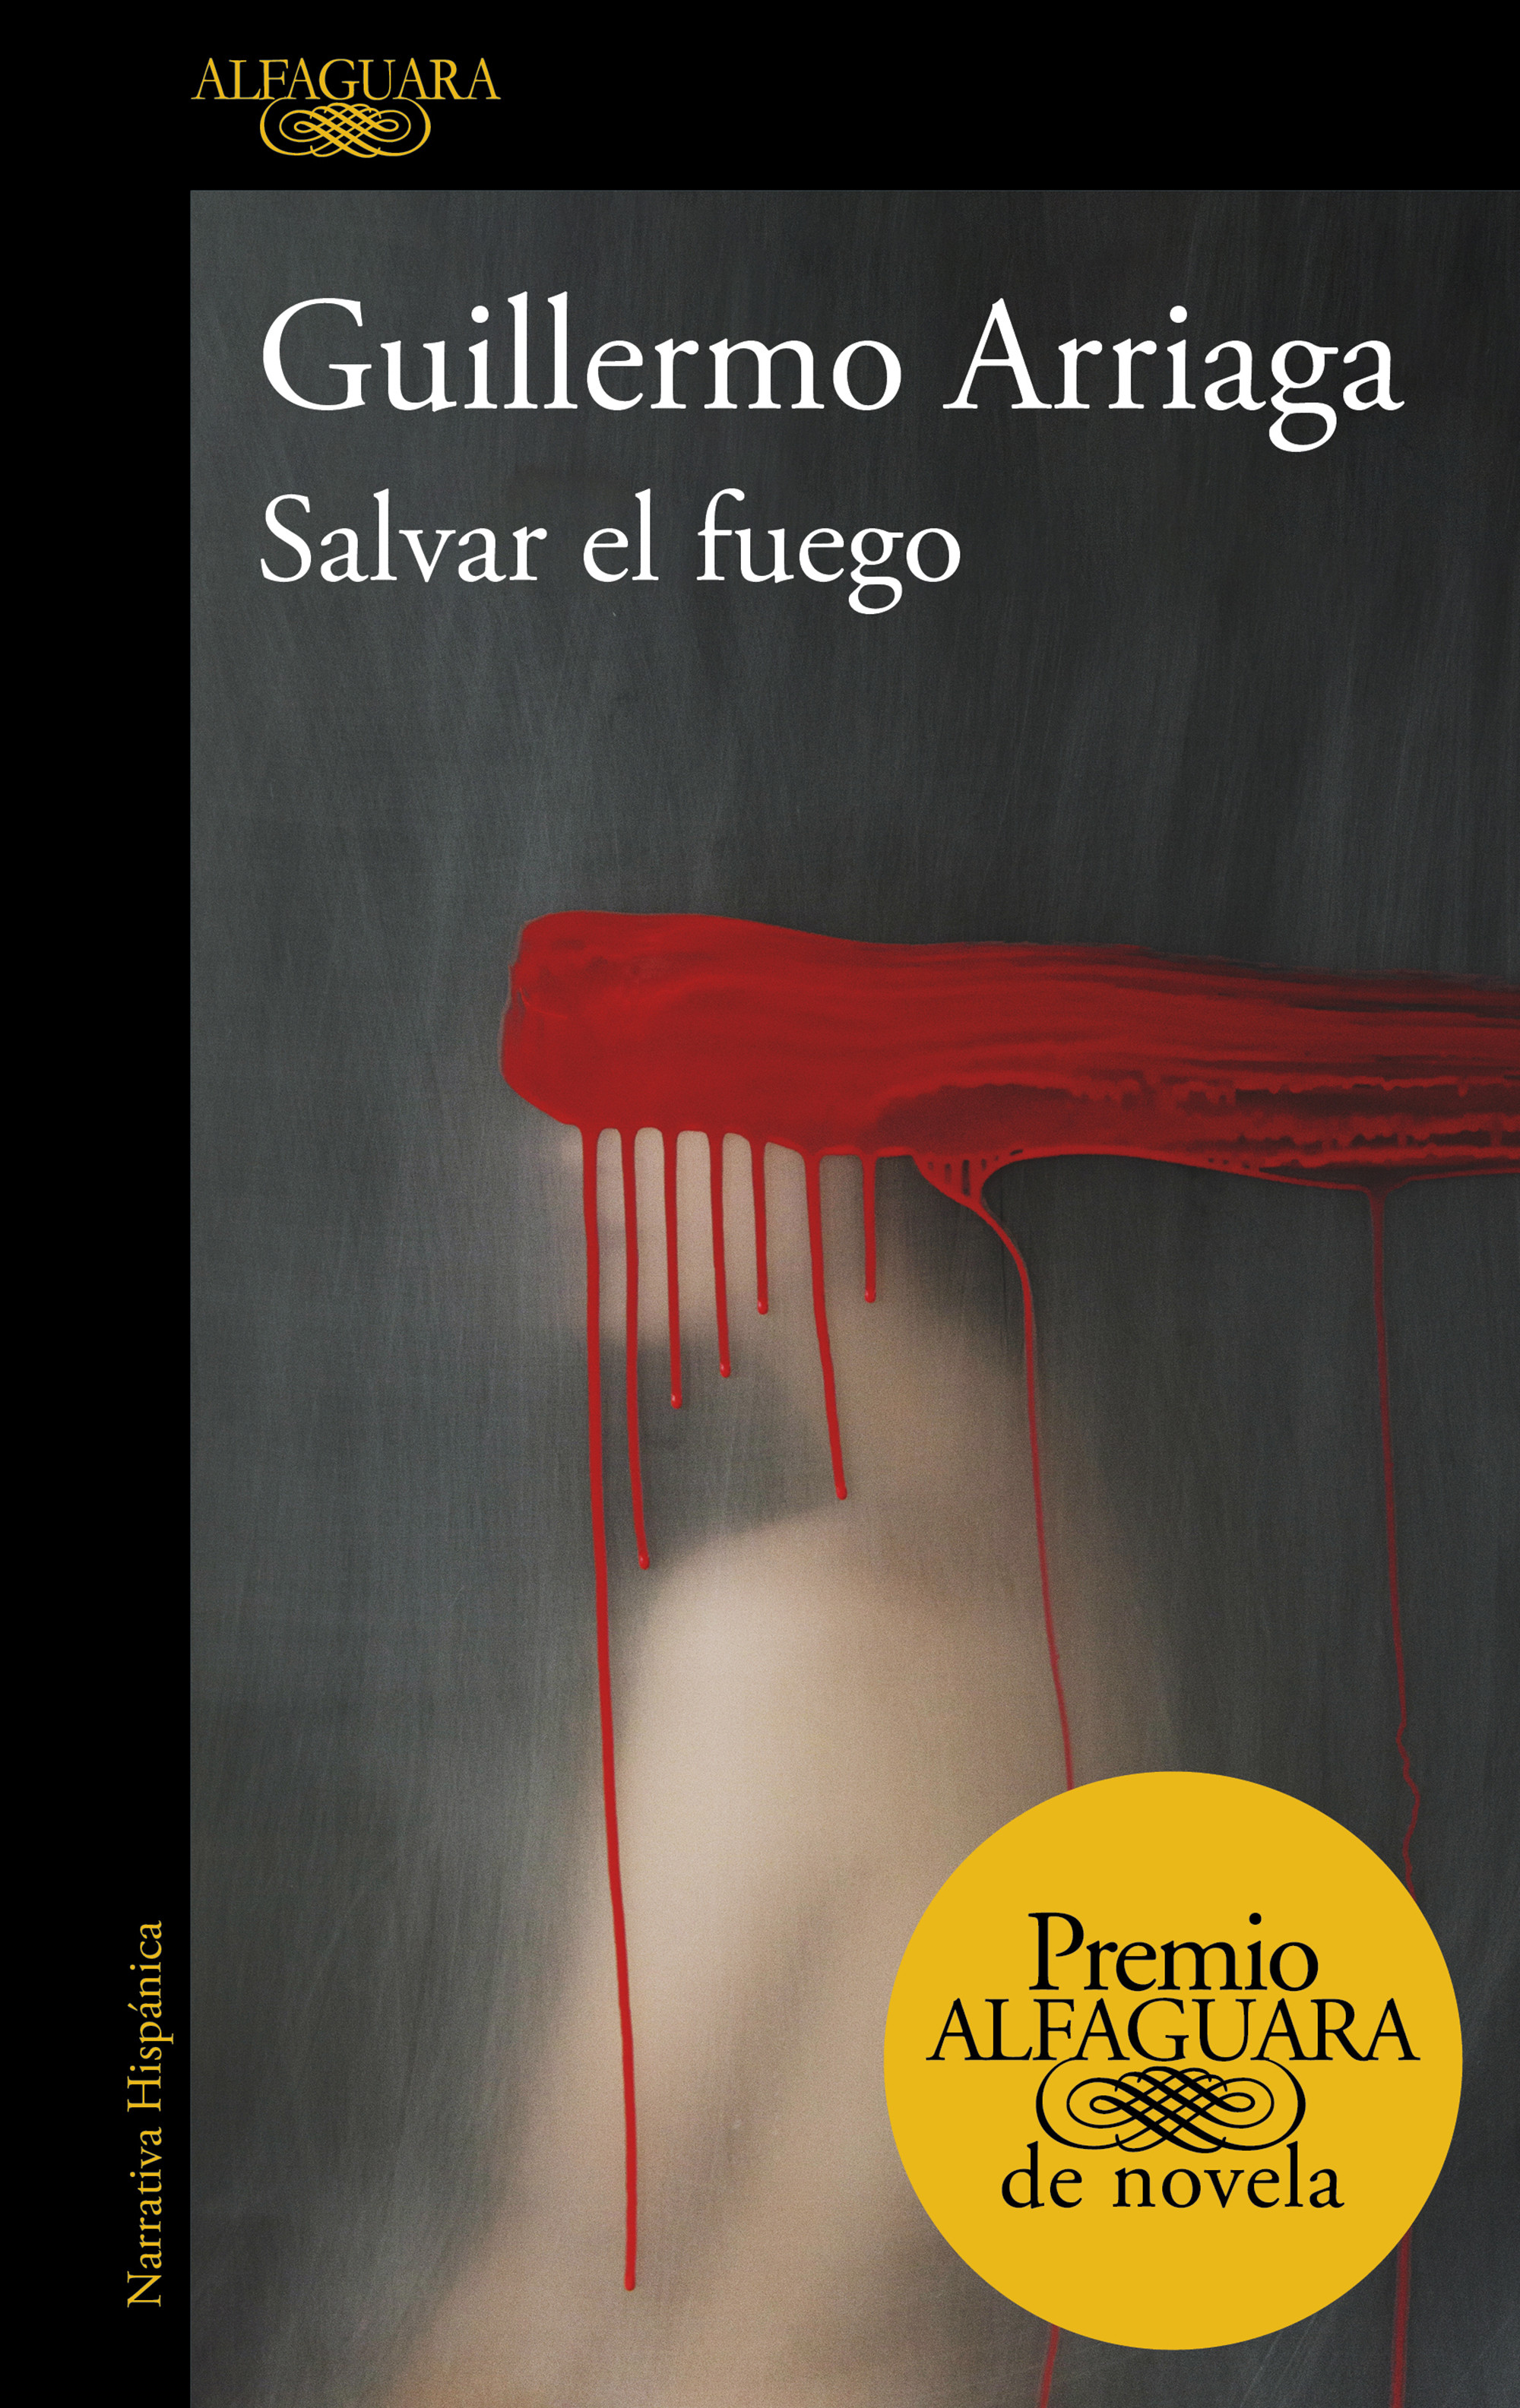 ALFAGUARA
Guillermo Arriaga
Salvar el fuego
Narrativa Hispánica
Premio
ALFAGUARA
de novela